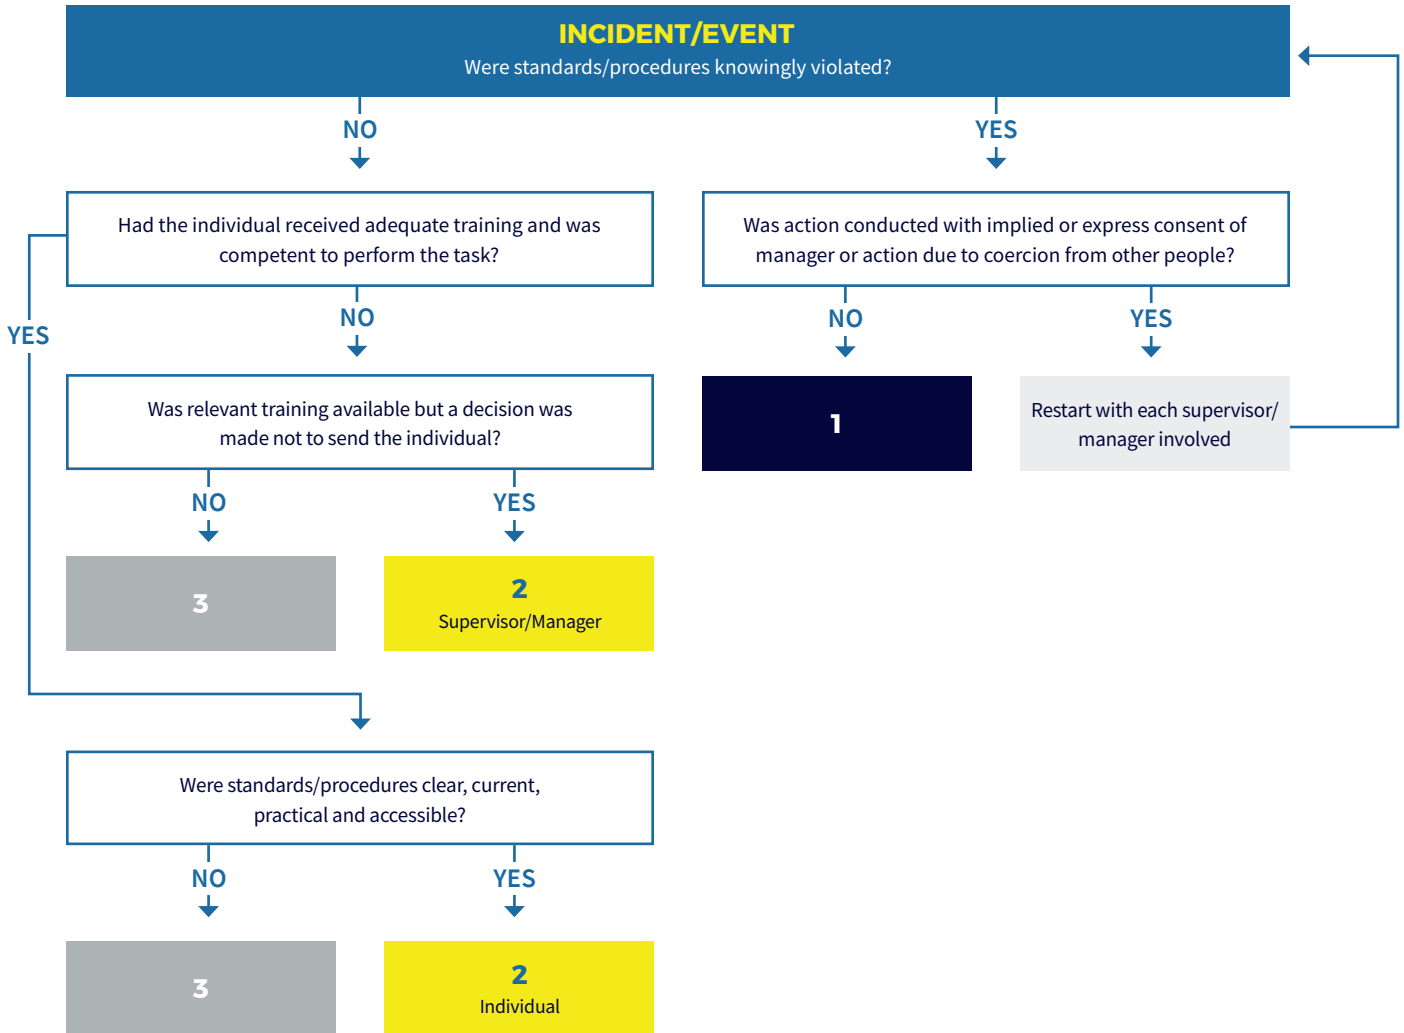 INCIDENT/EVENT
Were standards/procedures knowingly violated?
NO
YES
Had the individual received adequate training and was
competent to perform the task?
Was action conducted with implied or express consent of
manager or action due to coercion from other people?
YES
NO
NO
YES
Was relevant training available but a decision was
made not to send the individual?
1
Restart with each supervisor/
manager involved
NO
YES
3
2
Supervisor/Manager
Were standards/procedures clear, current,
practical and accessible?
NO
YES
3
2
Individual